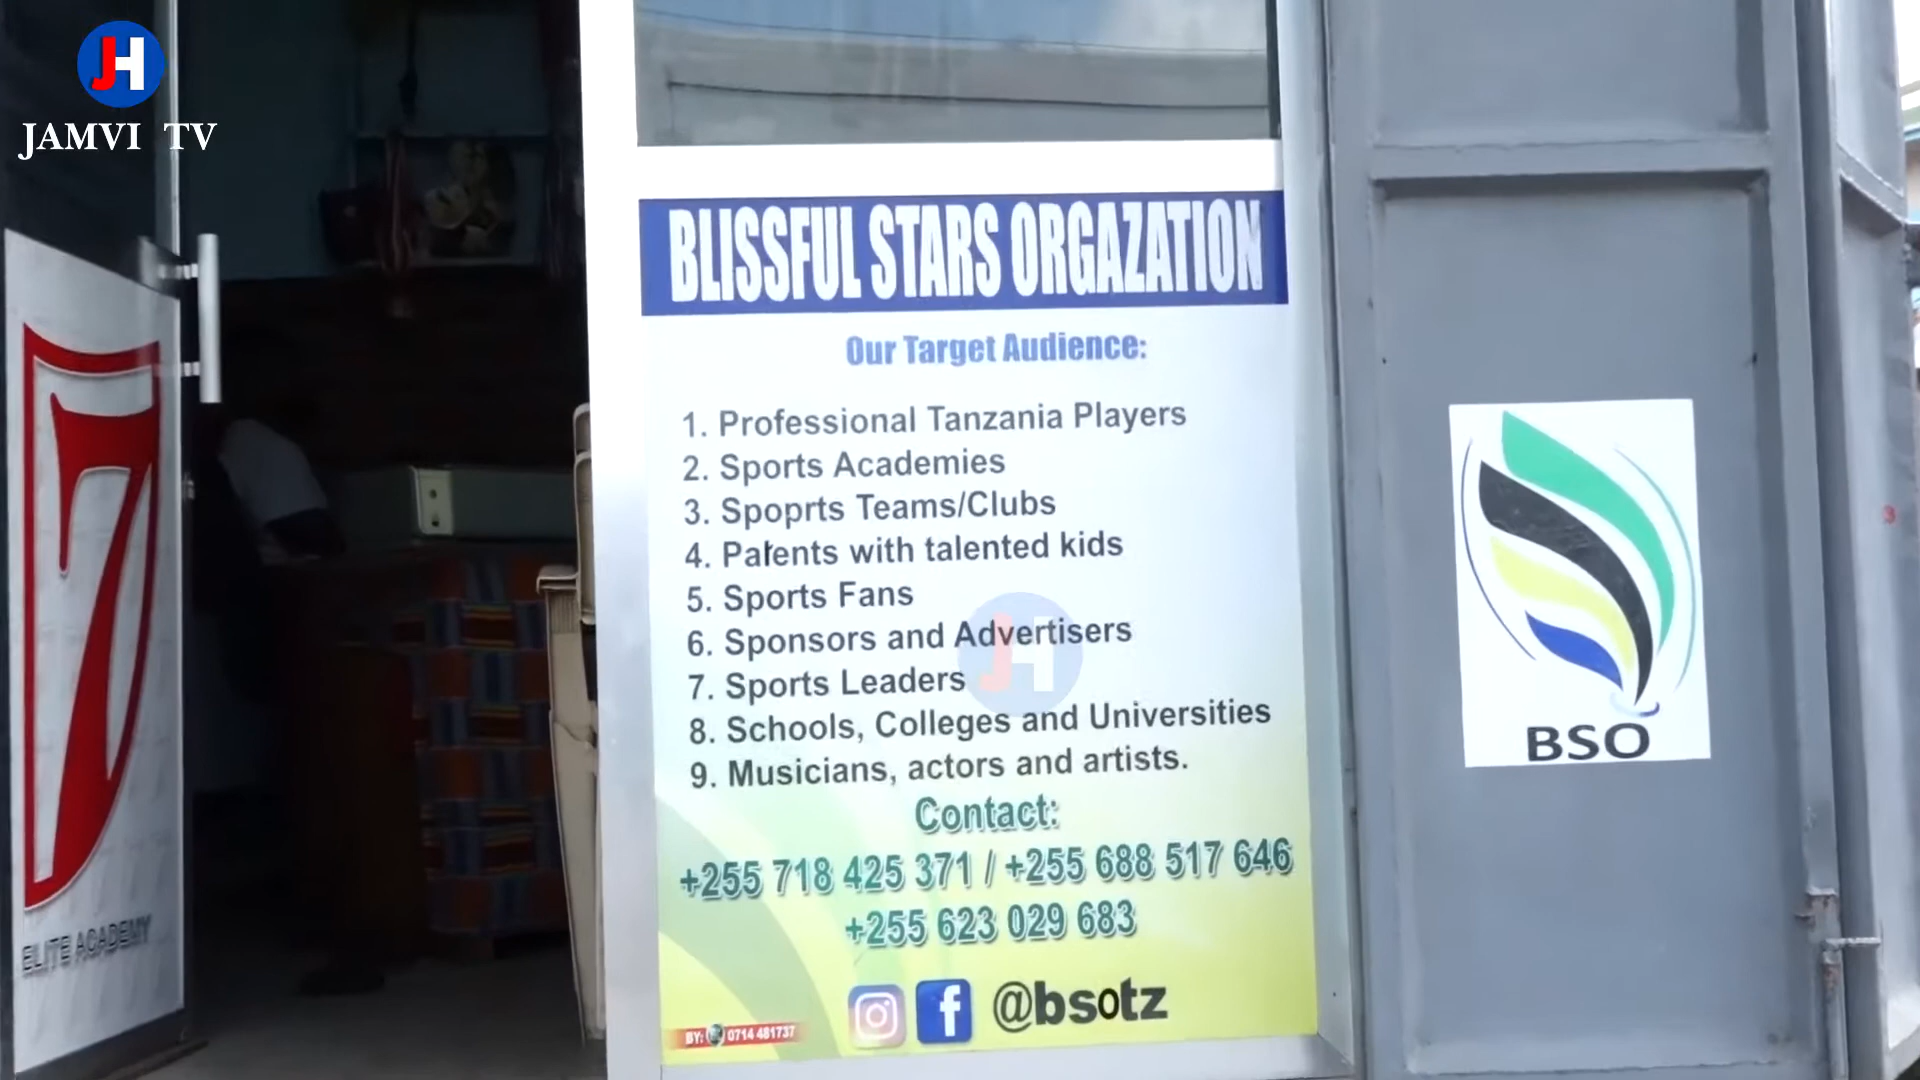 JH
JAMVI TV
7
ELITE ACADEMY
BLISSFUL STARS ORGAZATION
Our Target Audience:
1. Professional Tanzania Players
2. Sports Academies
3. Spoprts Teams/Clubs
4. Parents with talented kids
5. Sports Fans
6. Sponsors and Advertisers
7. Sports Leaders
8. Schools, Colleges and Universities
9. Musicians, actors and artists.
Contact:
+255 718 425 371 / +255 688 517 646
+255 623 029 683
@bsotz
BY: 0714 481737
JH
BSO